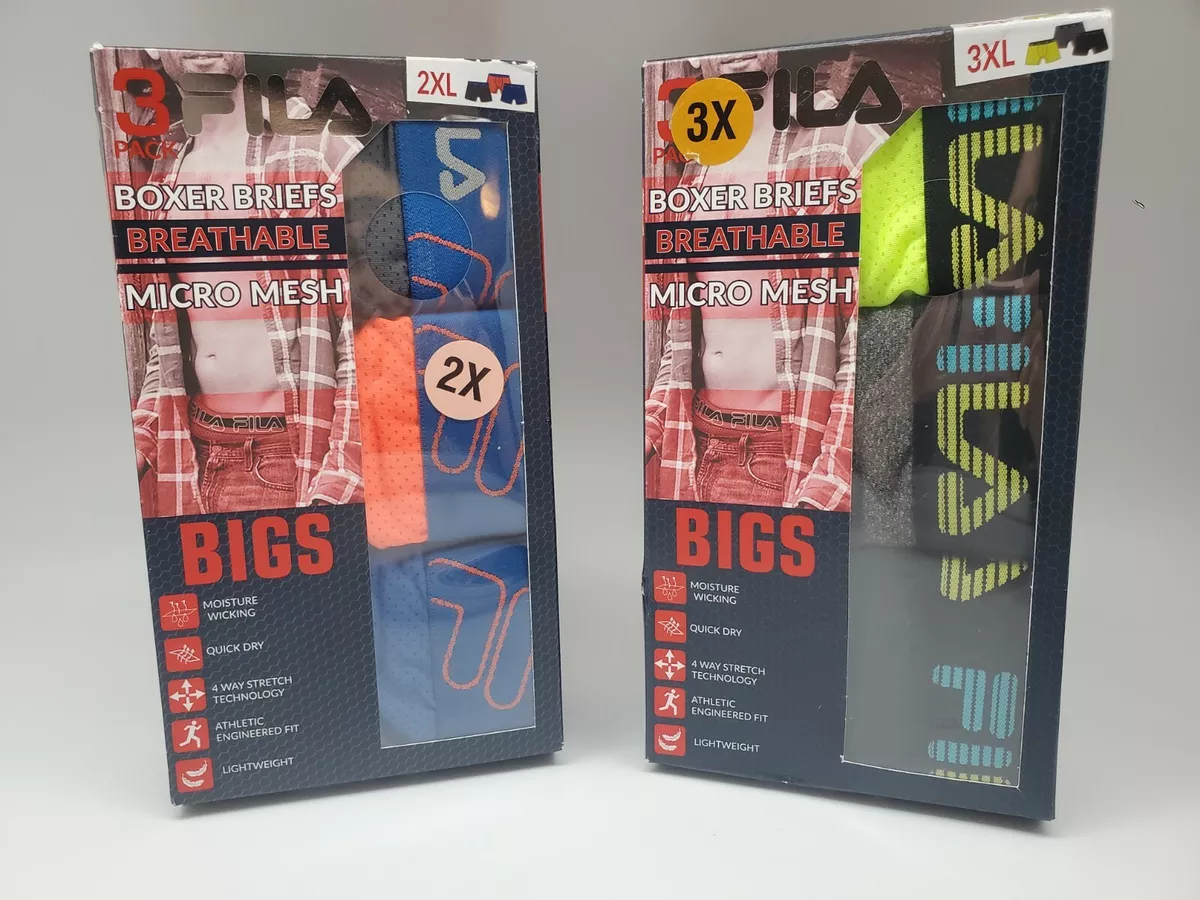 3 FILA
PACK
2XL
BOXER BRIEFS
BREATHABLE
MICRO MESH
2X
FILA FILA
BIGS
MOISTURE
WICKING
QUICK DRY
4 WAY STRETCH
TECHNOLOGY
ATHLETIC
ENGINEERED FIT
LIGHTWEIGHT
FILA
3XL
3X
BOXER BRIEFS
BREATHABLE
MICRO MESH
FILA FILA
BIGS
MOISTURE
WICKING
QUICK DRY
4 WAY STRETCH
TECHNOLOGY
ATHLETIC
ENGINEERED FIT
LIGHTWEIGHT